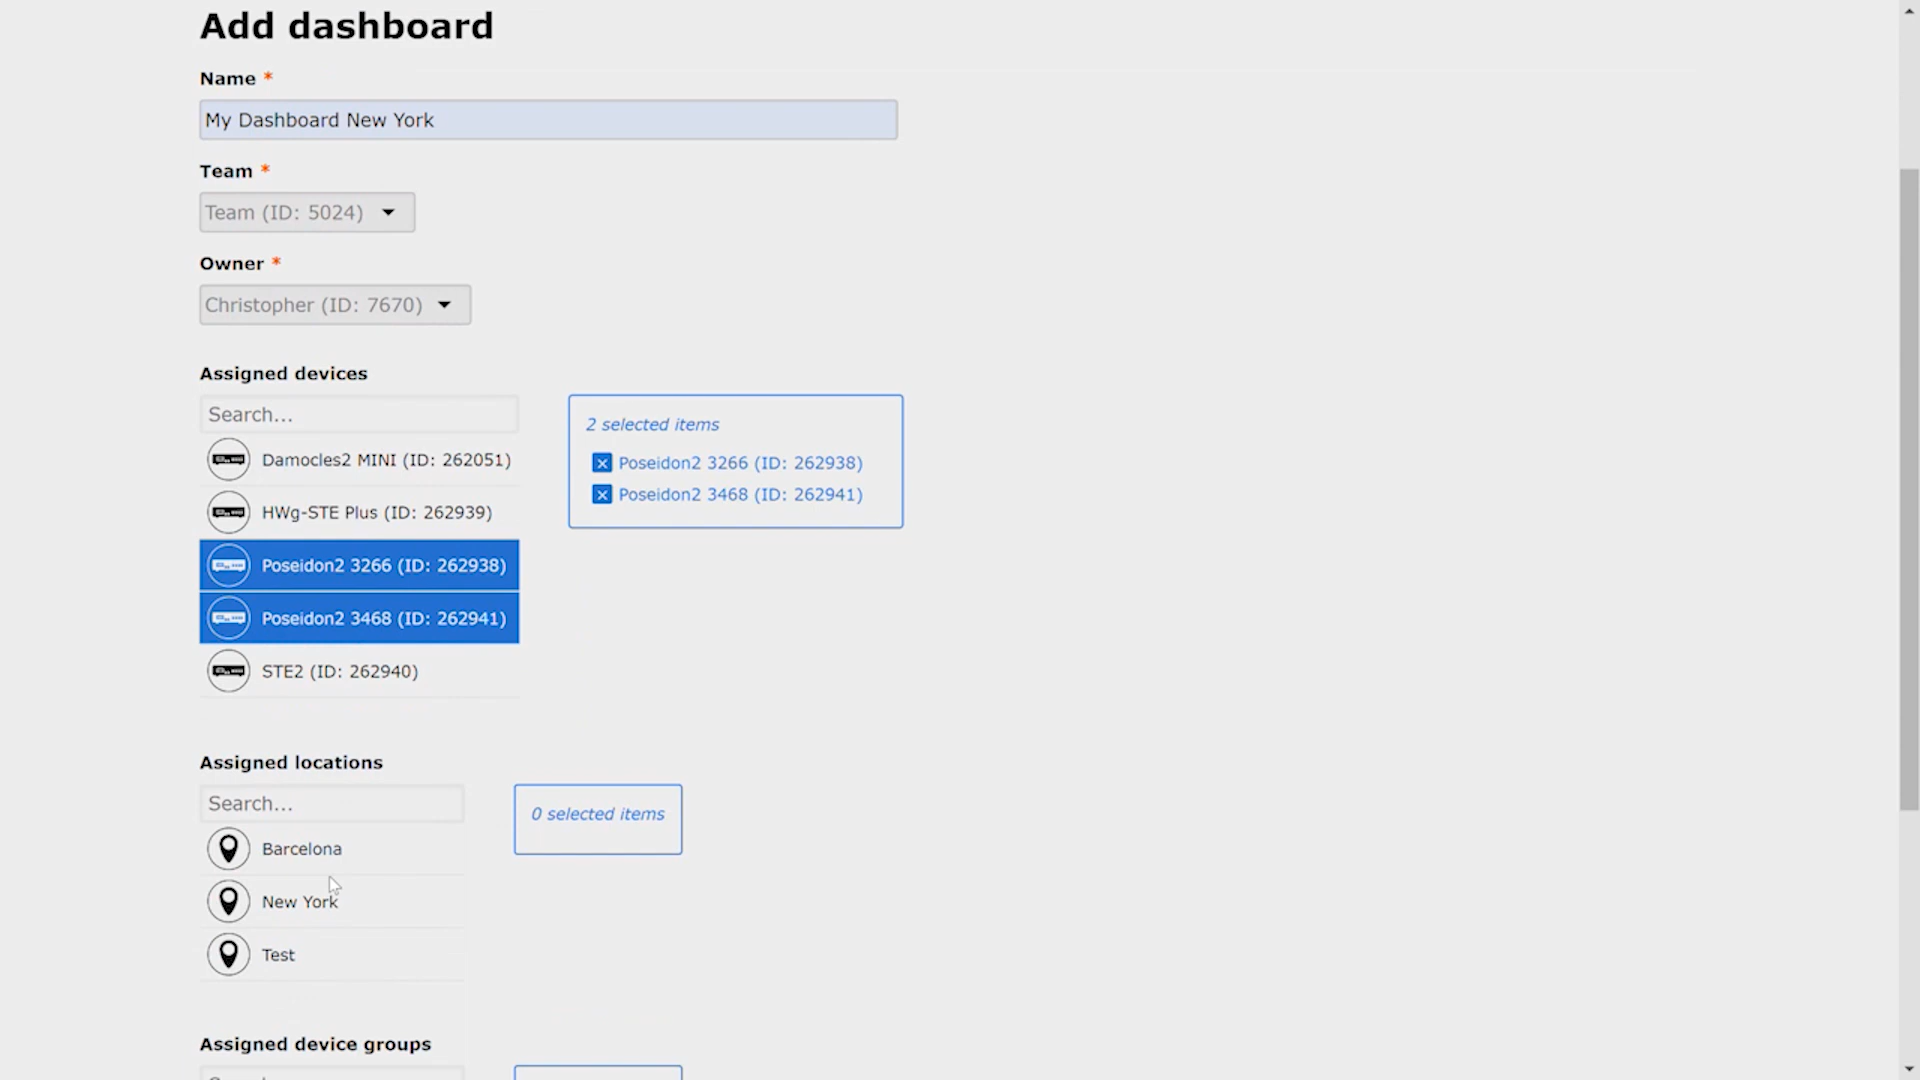 Add dashboard
Name *
My Dashboard New York
Team *
Team (ID: 5024)
Owner *
Christopher (ID: 7670)
Assigned devices
Search...
Damocles2 MINI (ID: 262051)
HWg-STE Plus (ID: 262939)
Poseidon2 3266 (ID: 262938)
Poseidon2 3468 (ID: 262941)
STE2 (ID: 262940)
2 selected items
Poseidon2 3266 (ID: 262938)
Poseidon2 3468 (ID: 262941)
Assigned locations
Search...
Barcelona
New York
Test
0 selected items
Assigned device groups